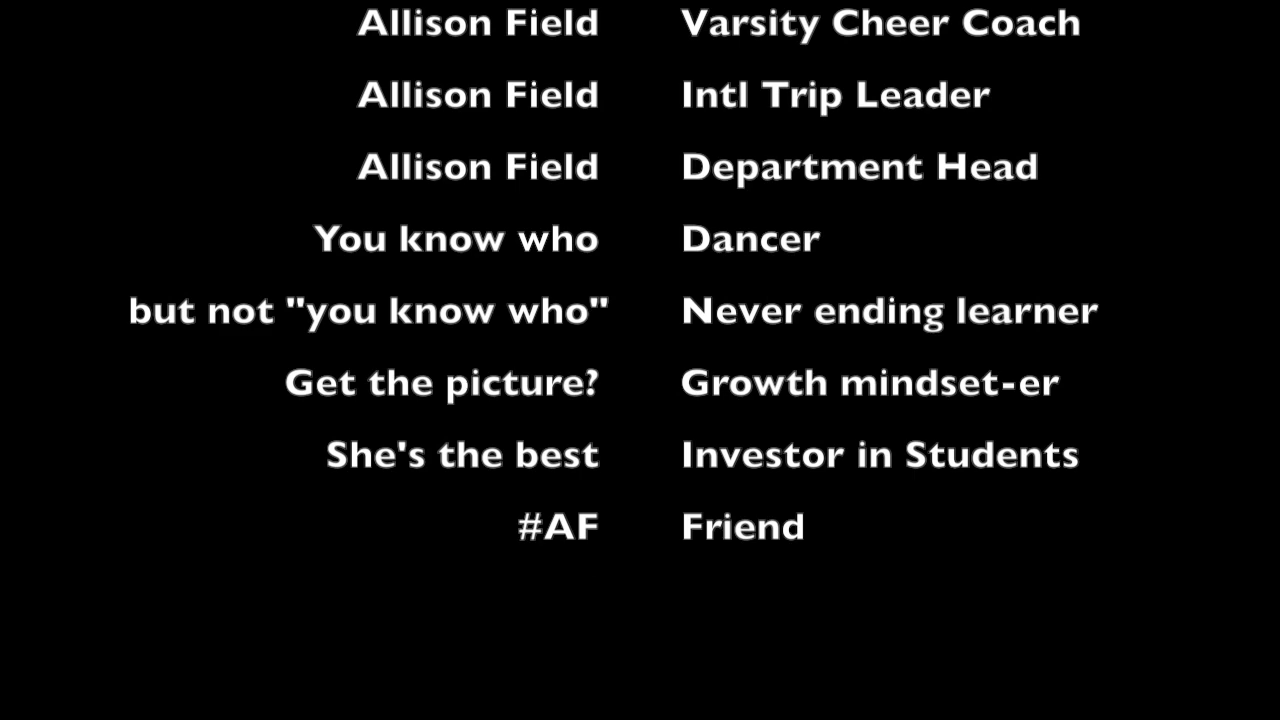 Allison Field Varsity Cheer Coach
Allison Field Intl Trip Leader
Allison Field Department Head
You know who Dancer
but not "you know who" Never ending learner
Get the picture? Growth mindset-er
She's the best Investor in Students
#AF Friend